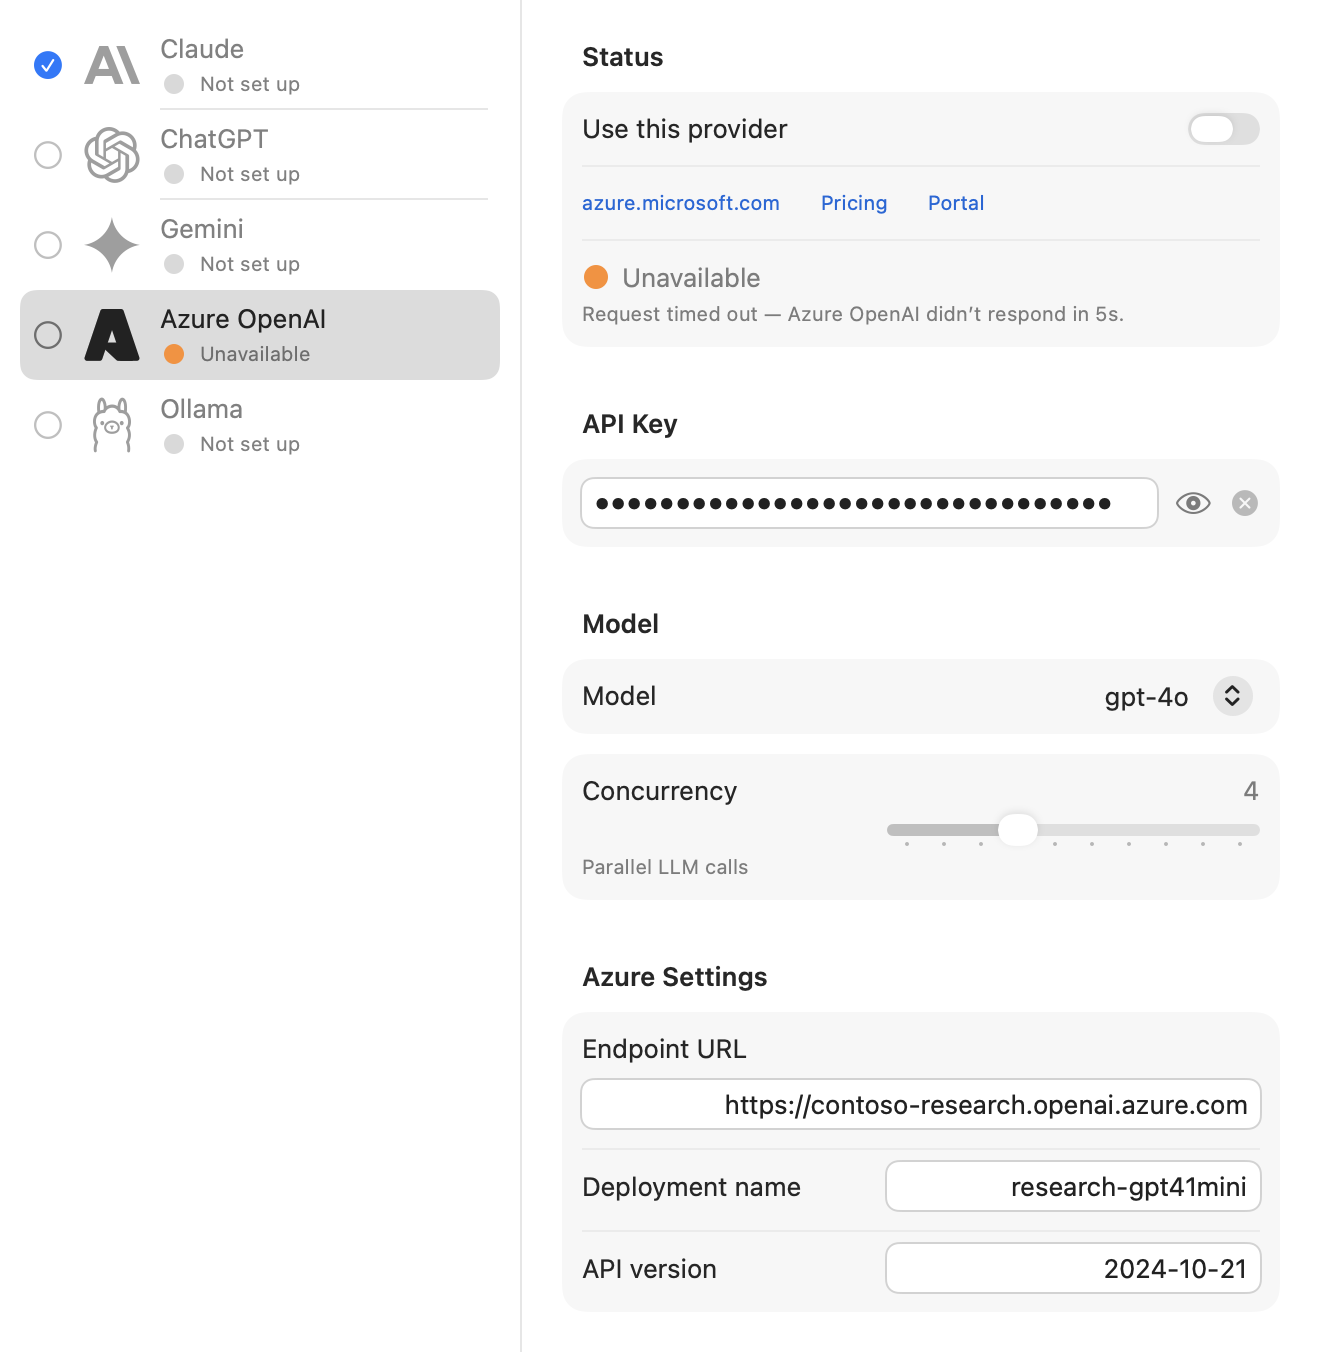 Claude
Not set up
ChatGPT
Not set up
Gemini
Not set up
Azure OpenAI
Unavailable
Ollama
Not set up
Status
Use this provider
azure.microsoft.com Pricing Portal
Unavailable
Request timed out — Azure OpenAI didn’t respond in 5s.
API Key
Model
Model gpt-4o
Concurrency 4
Parallel LLM calls
Azure Settings
Endpoint URL
https://contoso-research.openai.azure.com
Deployment name research-gpt41mini
API version 2024-10-21